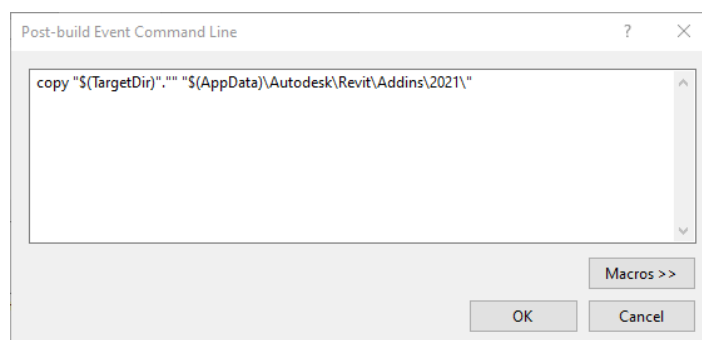 Post-build Event Command Line
copy "$(TargetDir)"."" "$(AppData)\Autodesk\Revit\Addins\2021\"
Macros >>
OK
Cancel